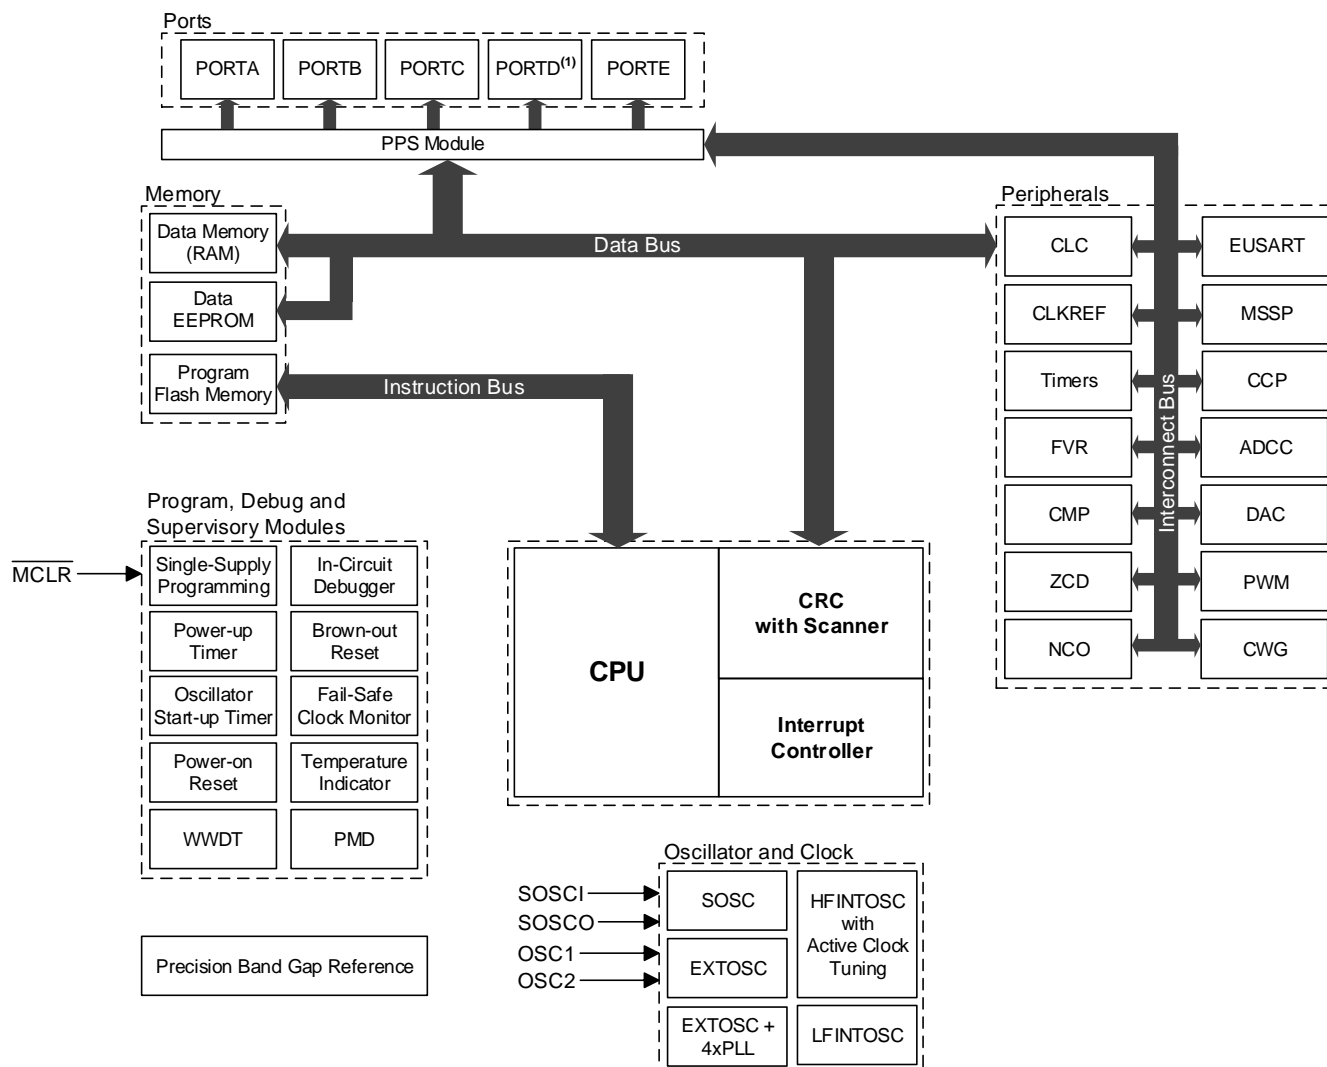 Ports
PORTA
PORTB
PORTC
PORTD(1)
PORTE
PPS Module
Memory
Data Memory
(RAM)
Data
EEPROM
Program
Flash Memory
Data Bus
Instruction Bus
Peripherals
CLC
EUSART
CLKREF
MSSP
Timers
CCP
FVR
ADCC
CMP
DAC
ZCD
PWM
NCO
CWG
Interconnect Bus
Program, Debug and
Supervisory Modules
MCLR
Single-Supply
Programming
In-Circuit
Debugger
Power-up
Timer
Brown-out
Reset
Oscillator
Start-up Timer
Fail-Safe
Clock Monitor
Power-on
Reset
Temperature
Indicator
WWDT
PMD
CPU
CRC
with Scanner
Interrupt
Controller
Precision Band Gap Reference
Oscillator and Clock
SOSCI
SOSCO
OSC1
OSC2
SOSC
HFINTOSC
with
Active Clock
Tuning
EXTOSC
EXTOSC +
4xPLL
LFINTOSC